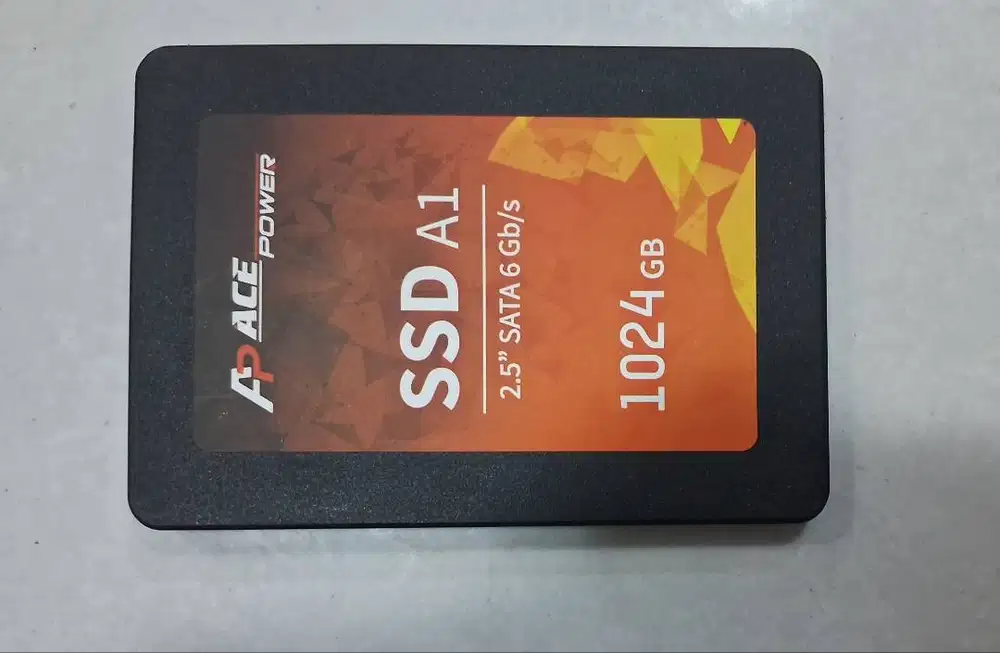 AP ACE POWER
SSD A1
2.5” SATA 6 Gb/s
1024 GB